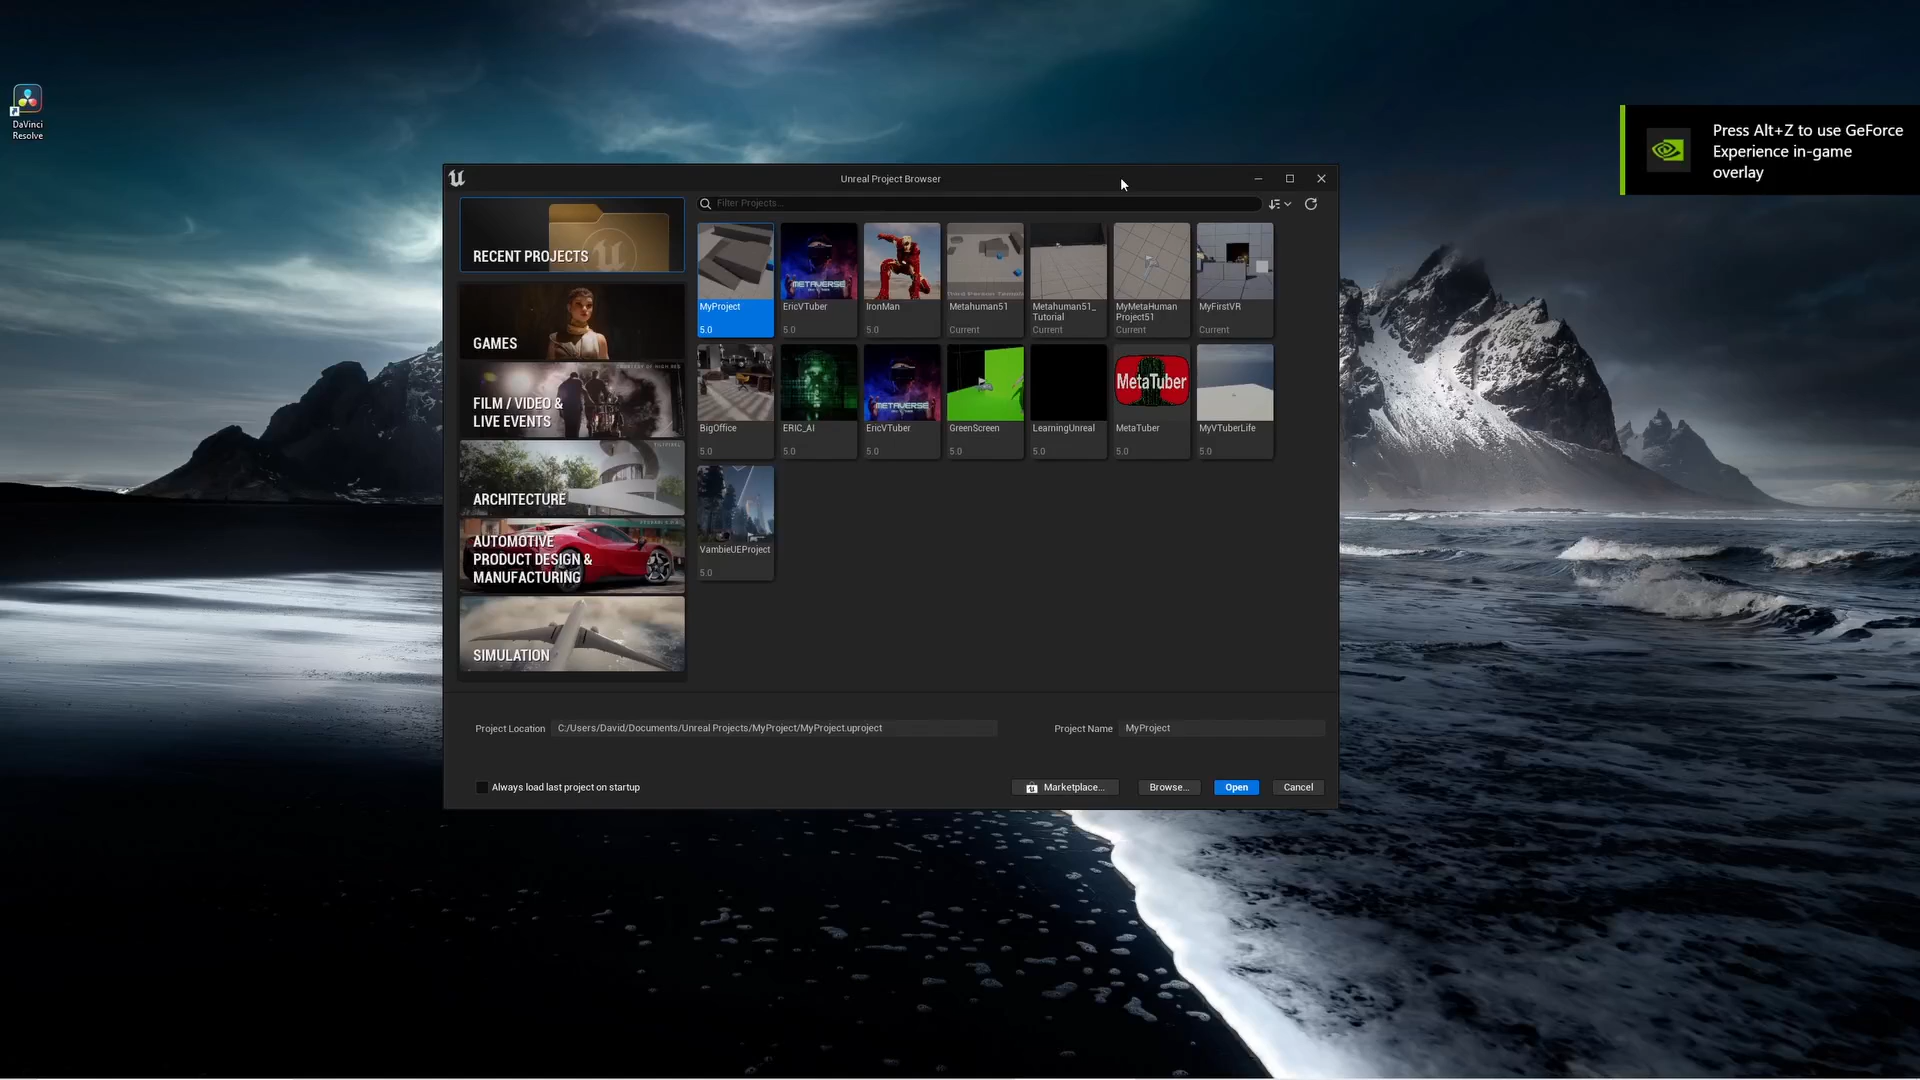 DaVinci
Resolve
Press Alt+Z to use GeForce
Experience in-game
overlay
Unreal Project Browser
Filter Projects...
RECENT PROJECTS
GAMES
FILM / VIDEO &
LIVE EVENTS
ARCHITECTURE
AUTOMOTIVE
PRODUCT DESIGN &
MANUFACTURING
SIMULATION
MyProject
5.0
EricVTuber
5.0
IronMan
5.0
Metahuman51
Current
Metahuman51_
Tutorial
Current
MyMetaHuman
Project51
Current
MyFirstVR
Current
BigOffice
5.0
ERIC_AI
5.0
METAVERSE
EricVTuber
5.0
GreenScreen
5.0
LearningUnreal
5.0
MetaTuber
MetaTuber
5.0
MyVTuberLife
5.0
VambieUEProject
5.0
Project Location C:/Users/David/Documents/Unreal Projects/MyProject/MyProject.uproject
Project Name MyProject
Always load last project on startup
Marketplace... Browse... Open Cancel